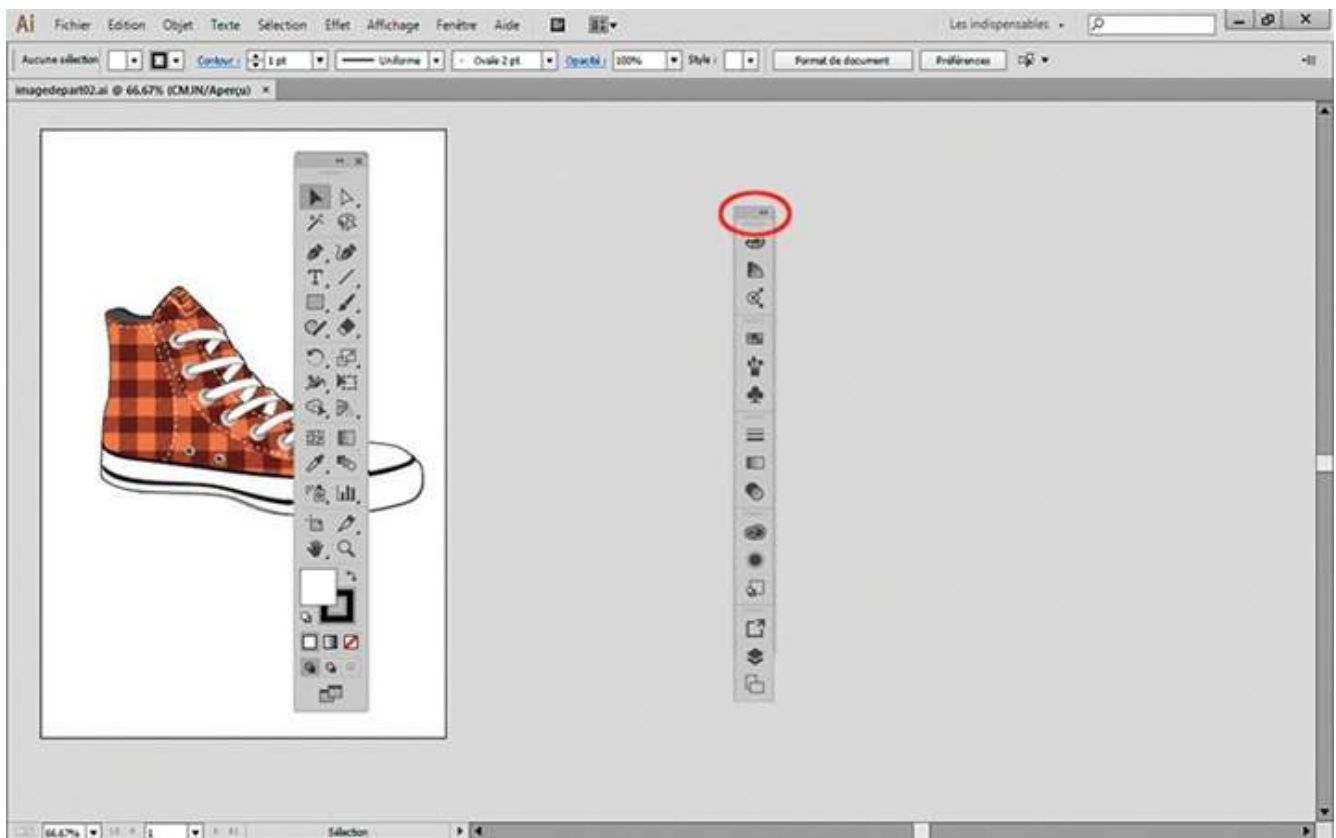 Ai Fichier Edition Objet Texte Sélection Effet Affichage Fenêtre Aide Les indispensables
Aucune sélection Contour : 1 pt Uniforme Ovale 2 pt Opacité : 100% Style : Format de document Préférences
imagedepart02.ai @ 66.67% (CMJN/Aperçu) ×
66.67% 1 Sélection